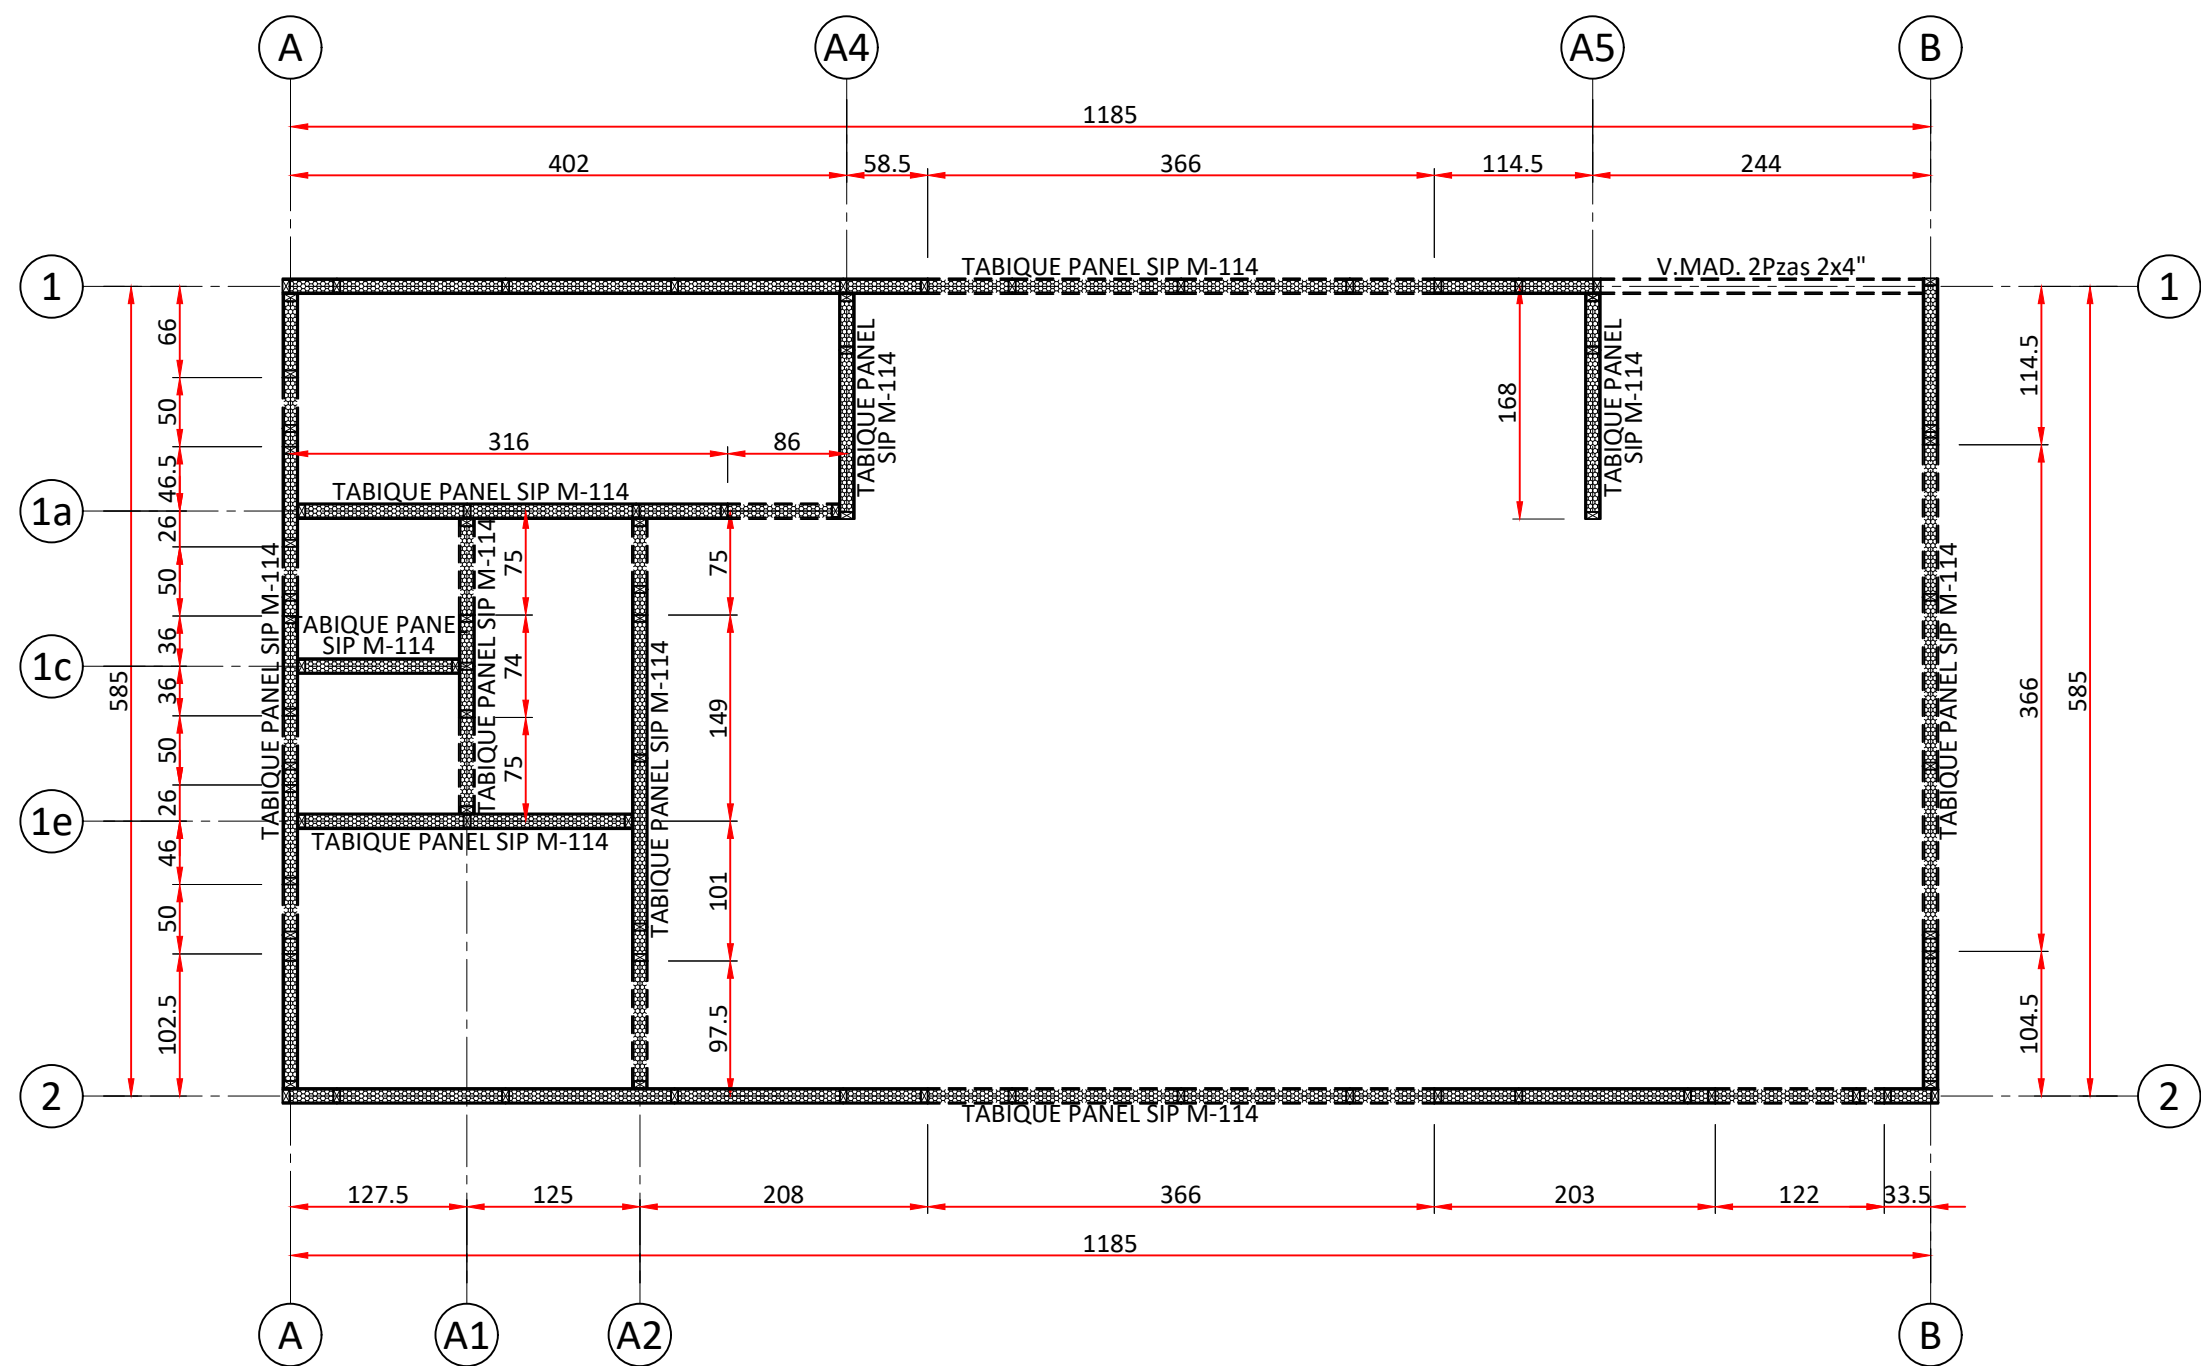 A
A4
A5
B
1185
402
58.5
366
114.5
244
TABIQUE PANEL SIP M-114
V.MAD. 2Pzas 2x4"
1
1
66
50
46.5
26
50
36
36
50
26
46
50
102.5
585
1a
1c
1e
2
2
TABIQUE PANEL
SIP M-114
168
TABIQUE PANEL
SIP M-114
114.5
366
104.5
585
316
86
TABIQUE PANEL SIP M-114
TABIQUE PANEL SIP M-114
TABIQUE PANEL SIP M-114
75
74
75
75
149
101
97.5
ABIQUE PANE
SIP M-114
TABIQUE PANEL SIP M-114
TABIQUE PANEL SIP M-114
TABIQUE PANEL SIP M-114
TABIQUE PANEL SIP M-114
127.5
125
208
366
203
122
33.5
1185
A
A1
A2
B